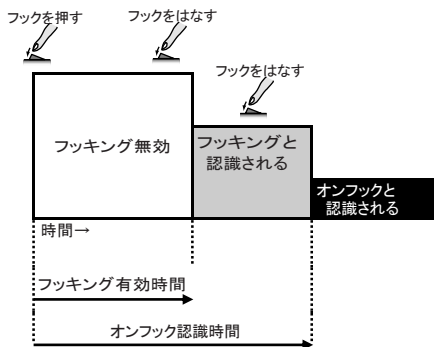 フックを押す
フックをはなす
フックをはなす
フッキング無効
フッキングと
認識される
オンフックと
認識される
時間→
フッキング有効時間
オンフック認識時間